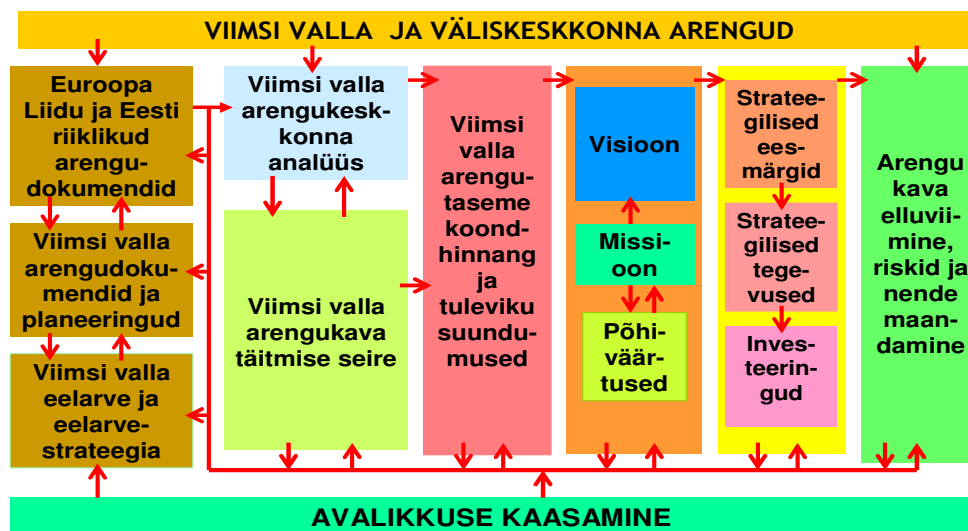 VIIMSI VALLA JA VÄLISKESKKONNA ARENGUD
Euroopa
Liidu ja Eesti
riiklikud
arengu-
dokumendid
Viimsi valla
arengudoku-
mendid ja
planeeringud
Viimsi valla
eelarve ja
eelarve-
strateegia
Viimsi valla
arengukesk-
konna
analüüs
Viimsi valla
arengukava
täitmise seire
Viimsi
valla
arengu-
taseme
koond-
hinnang
ja
tuleviku
suundu-
mused
Visioon
Missi-
oon
Põhi-
väär-
tused
Stratee-
gilised
ees-
märgid
Stratee-
gilised
tege-
vused
Inves-
teerin-
gud
Arengu
kava
elluvii-
mine,
riskid ja
nende
maan-
damine
AVALIKKUSE KAASAMINE